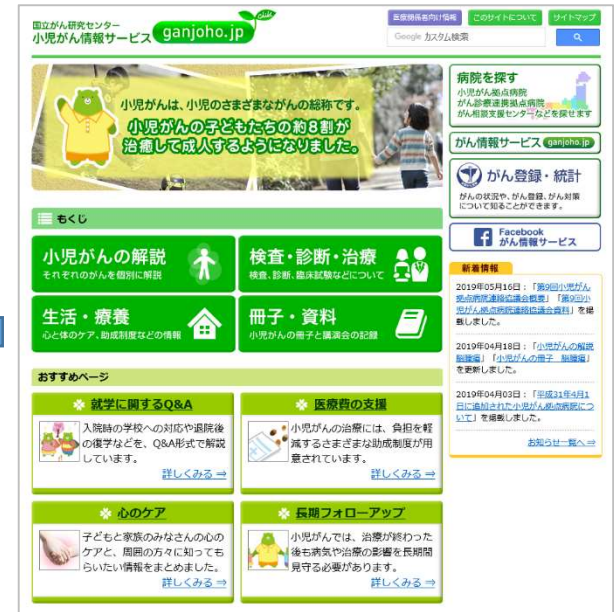 国立がん研究センター
小児がん情報サービス ganjoho.jp
医療関係者向け情報 このサイトについて サイトマップ
Google カスタム検索
小児がんは、小児のさまざまながんの総称です。
小児がんの子どもたちの約8割が
治癒して成人するようになりました。
もくじ
小児がんの解説
それぞれのがんを個別に解説
検査・診断・治療
検査、診断、臨床試験などについて
生活・療養
心と体のケア、助成制度などの情報
冊子・資料
小児がんの冊子と講演会の記録
おすすめページ
就学に関するQ&A
入院時の学校への対応や退院後
の復学などを、Q&A形式で解説
しています。
詳しくみる ⇒
医療費の支援
小児がんの治療には、負担を軽
減するさまざまな助成制度が用
意されています。
詳しくみる ⇒
心のケア
子どもと家族のみなさんの心の
ケアと、周囲の方々に知っても
らいたい情報をまとめました。
詳しくみる ⇒
長期フォローアップ
小児がんでは、治療が終わった
後も病気や治療の影響を長期間
見守る必要があります。
詳しくみる ⇒
病院を探す
小児がん拠点病院
がん診療連携拠点病院
がん相談支援センターなどを探せます
がん情報サービス ganjoho.jp
がん登録・統計
がんの状況や、がん登録、がん対策
について知ることができます。
Facebook
がん情報サービス
新着情報
2019年05月16日：「第9回小児がん
拠点病院連絡協議会概要」「第9回小
児がん拠点病院連絡協議会資料」を掲
載しました。
2019年04月18日：「小児がんの解説
脳腫瘍」「小児がんの冊子 脳腫瘍」
を更新しました。
2019年04月03日：「平成31年4月1
日に追加された小児がん拠点病院につ
いて」を掲載しました。
お知らせ一覧へ ⇒